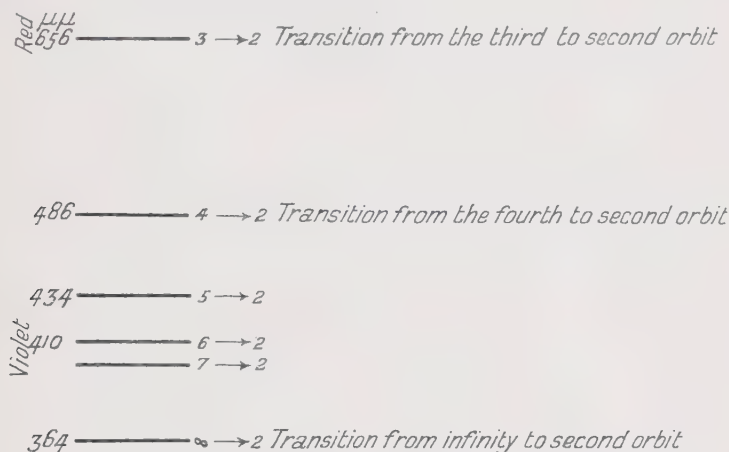 Red μμ
656 3 → 2 Transition from the third to second orbit
486 4 → 2 Transition from the fourth to second orbit
434 5 → 2
Violet 410 6 → 2
7 → 2
364 ∞ → 2 Transition from infinity to second orbit